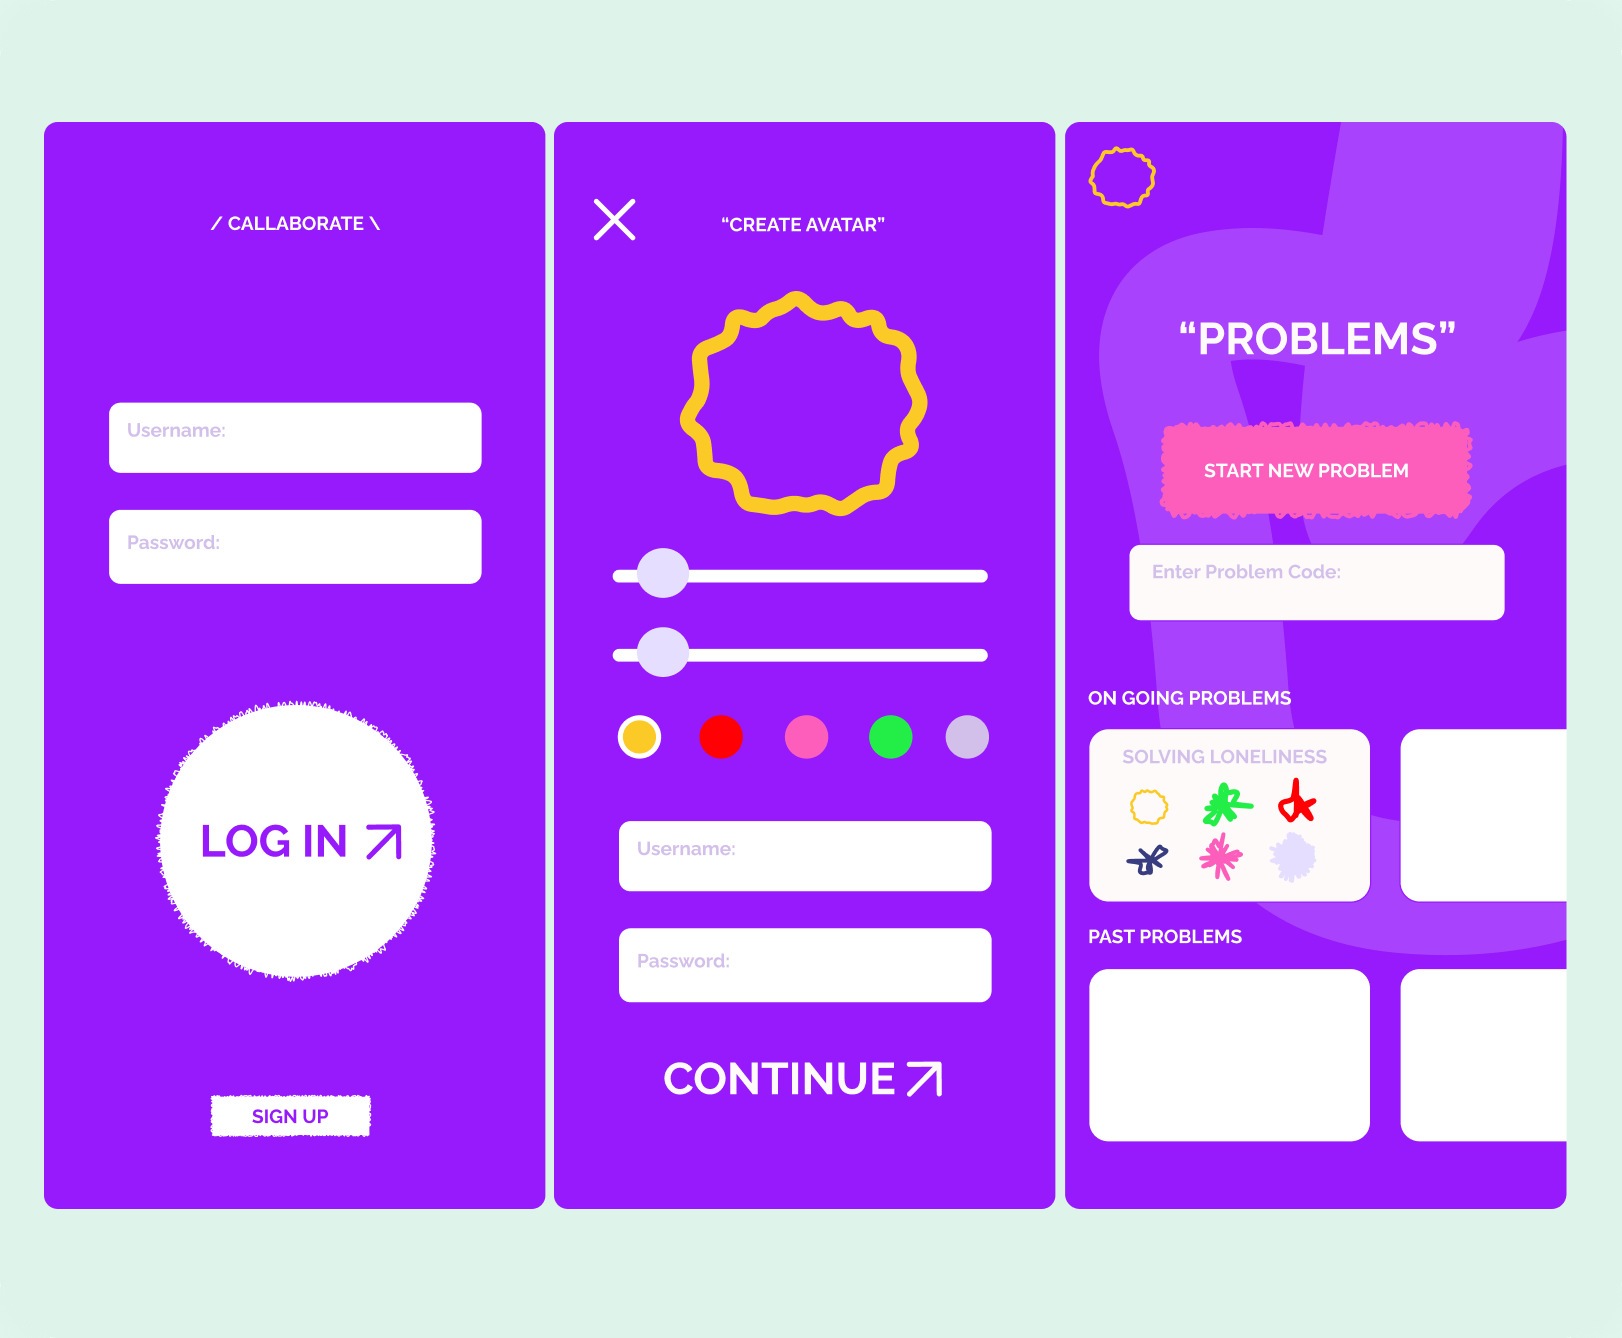 / CALLABORATE \
Username:
Password:
LOG IN
SIGN UP
“CREATE AVATAR”
Username:
Password:
CONTINUE
“PROBLEMS”
START NEW PROBLEM
Enter Problem Code:
ON GOING PROBLEMS
SOLVING LONELINESS
PAST PROBLEMS